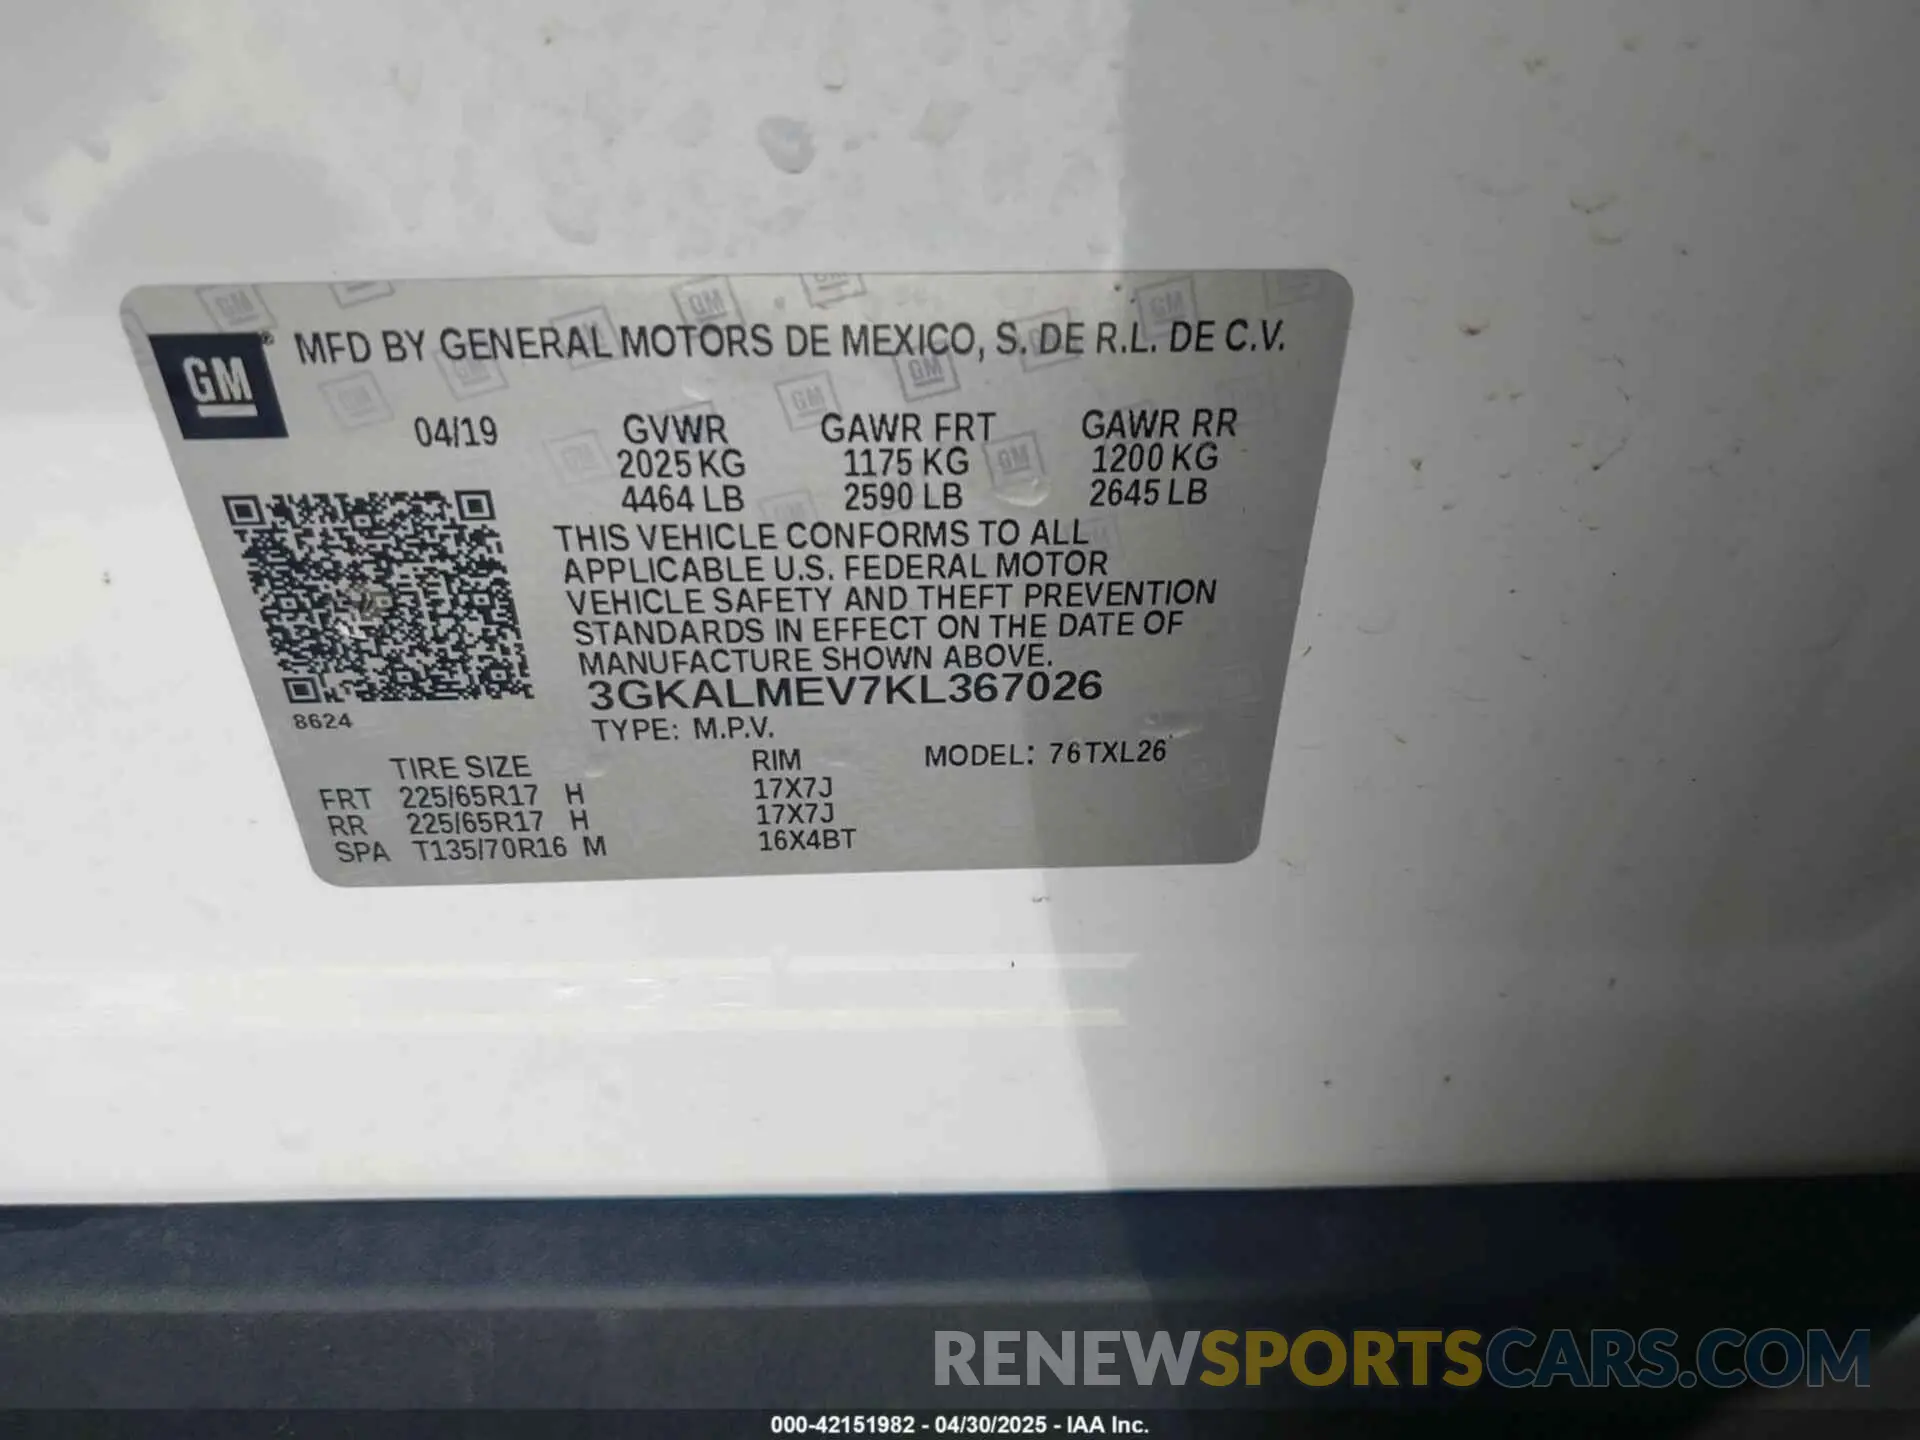 GM® MFD BY GENERAL MOTORS DE MEXICO, S. DE R.L. DE C.V.
04/19 GVWR GAWR FRT GAWR RR
2025 KG 1175 KG 1200 KG
4464 LB 2590 LB 2645 LB
THIS VEHICLE CONFORMS TO ALL
APPLICABLE U.S. FEDERAL MOTOR
VEHICLE SAFETY AND THEFT PREVENTION
STANDARDS IN EFFECT ON THE DATE OF
MANUFACTURE SHOWN ABOVE.
3GKALMEV7KL367026
8624
TYPE: M.P.V.
TIRE SIZE RIM MODEL: 76TXL26
FRT 225/65R17 H 17X7J
RR 225/65R17 H 17X7J
SPA T135/70R16 M 16X4BT
RENEWSPORTSCARS.COM
000-42151982 - 04/30/2025 - IAA Inc.